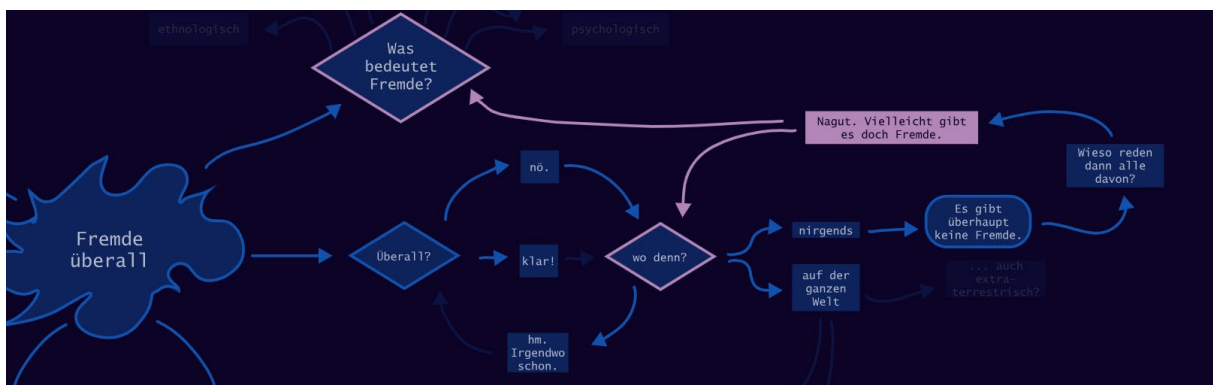 ethnologisch
psychologisch
Was
bedeutet
Fremde?
Nagut. Vielleicht gibt
es doch Fremde.
Wieso reden
dann alle
davon?
nö.
Es gibt
überhaupt
keine Fremde.
Fremde
überall
Überall?
klar!
wo denn?
nirgends
auf der
ganzen
Welt
... auch
extra-
terrestrisch?
hm.
Irgendwo
schon.